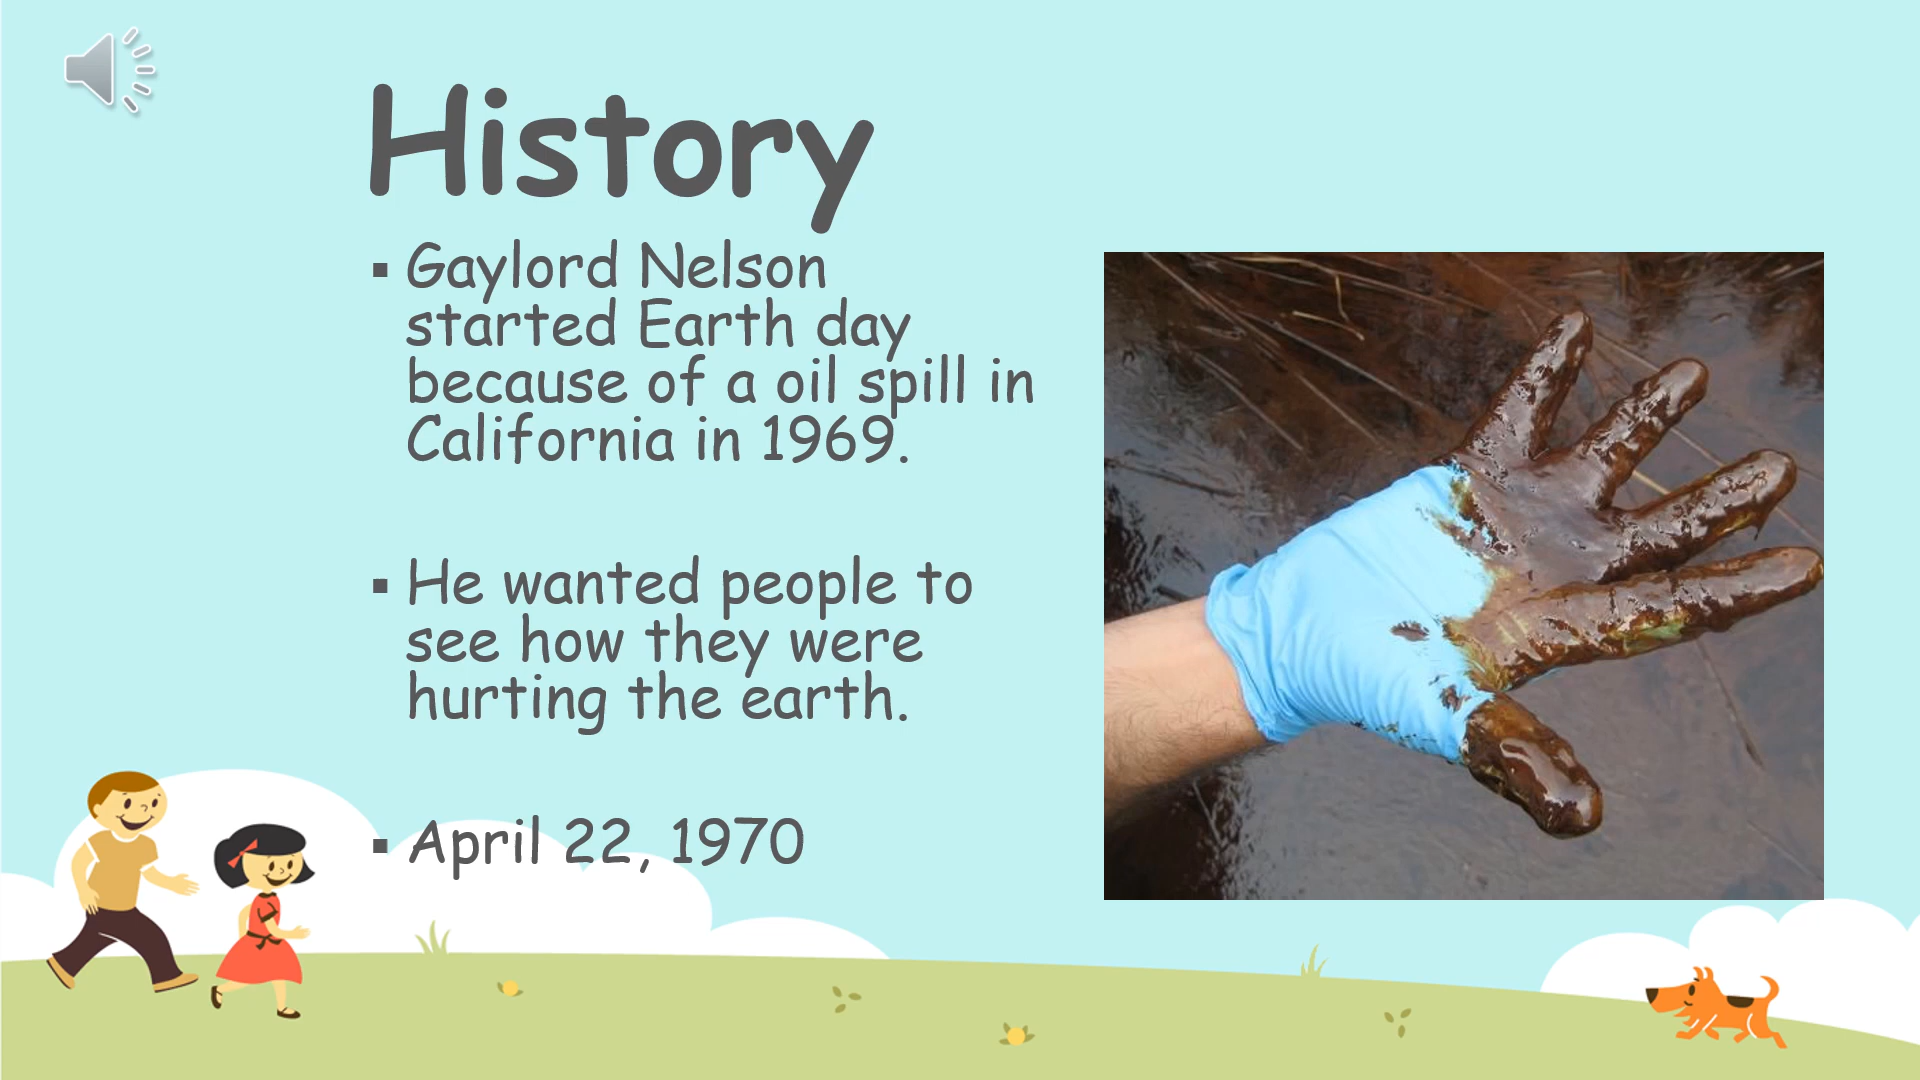 History
▪ Gaylord Nelson
started Earth day
because of a oil spill in
California in 1969.
▪ He wanted people to
see how they were
hurting the earth.
▪ April 22, 1970